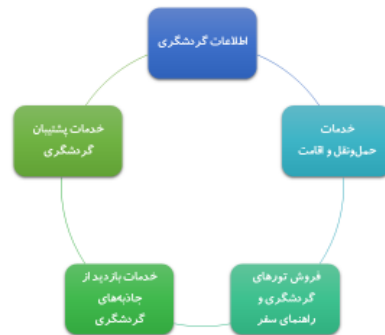 اطلاعات گردشگری
خدمات
حمل‌ونقل و اقامت
فروش تورهای
گردشگری و
راهنمای سفر
خدمات بازدید از
جاذبه‌های
گردشگری
خدمات پشتیبان
گردشگری